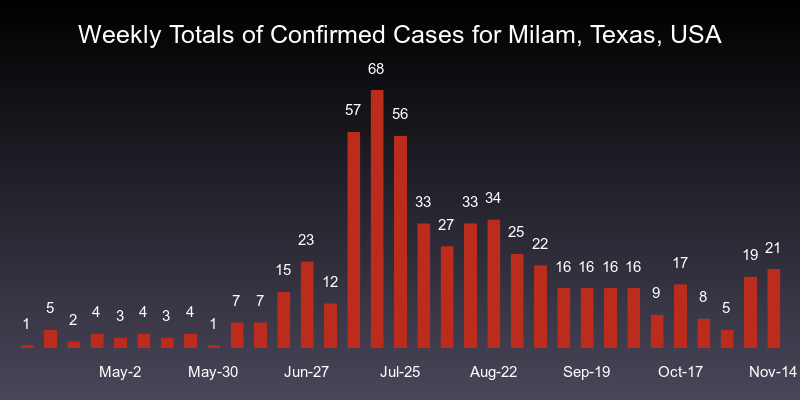 Weekly Totals of Confirmed Cases for Milam, Texas, USA
1 5 2 4 3 4 3 4 1 7 7 15 23 12 57 68 56 33 27 33 34 25 22 16 16 16 16 9 17 8 5 19 21
May-2 May-30 Jun-27 Jul-25 Aug-22 Sep-19 Oct-17 Nov-14